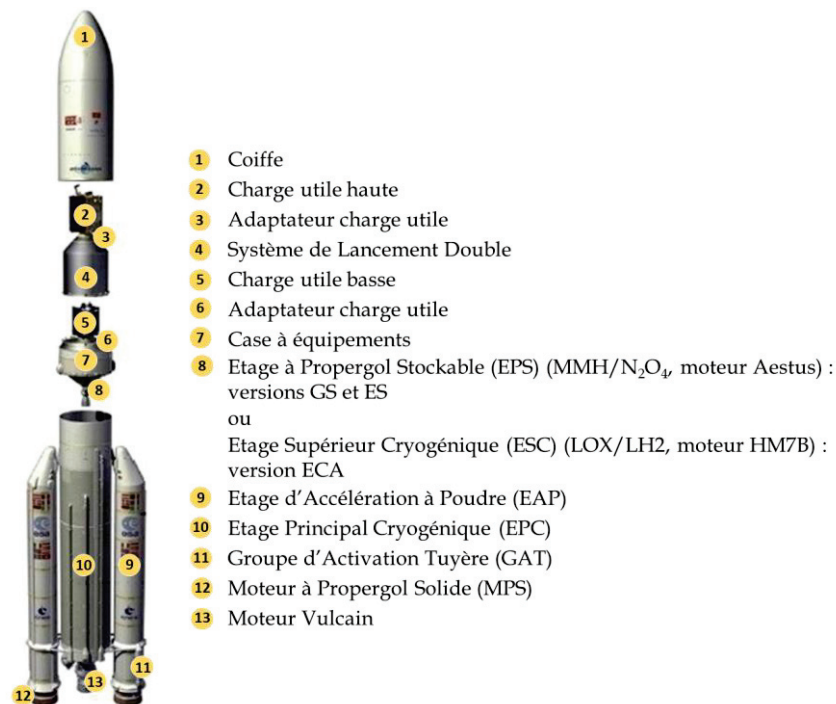 1 Coiffe
2 Charge utile haute
3 Adaptateur charge utile
4 Système de Lancement Double
5 Charge utile basse
6 Adaptateur charge utile
7 Case à équipements
8 Etage à Propergol Stockable (EPS) (MMH/N₂O₄, moteur Aestus) :
versions GS et ES
ou
Etage Supérieur Cryogénique (ESC) (LOX/LH2, moteur HM7B) :
version ECA
9 Etage d'Accélération à Poudre (EAP)
10 Etage Principal Cryogénique (EPC)
11 Groupe d'Activation Tuyère (GAT)
12 Moteur à Propergol Solide (MPS)
13 Moteur Vulcain
1
2
3
4
5
6
7
8
esa
10
9
11
13
12